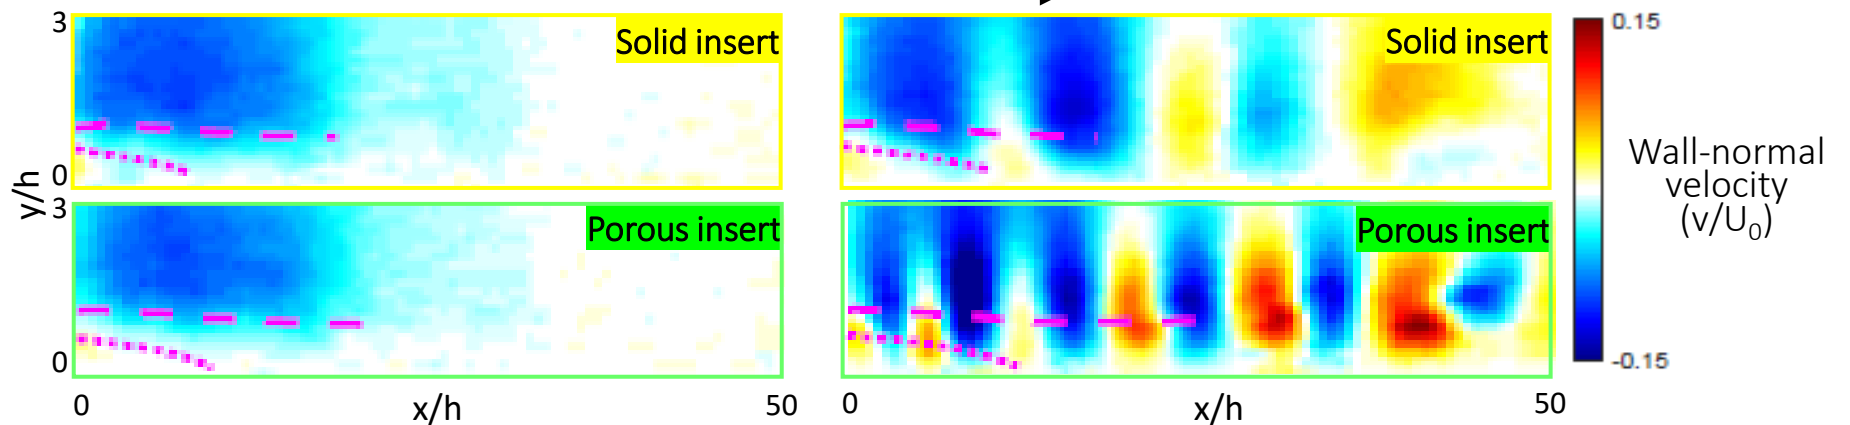 3
Solid insert
0
y/h
3
Porous insert
0
0
x/h
50
Solid insert
Porous insert
0
x/h
50
0.15
Wall-normal
velocity
(v/U₀)
-0.15